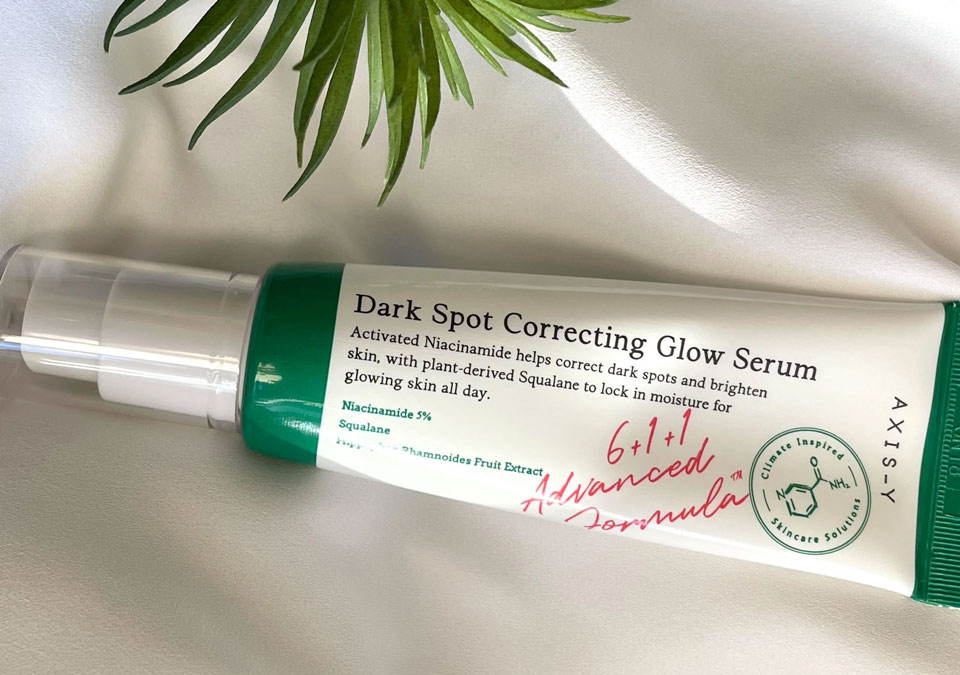 Dark Spot Correcting Glow Serum
Activated Niacinamide helps correct dark spots and brighten
skin, with plant-derived Squalane to lock in moisture for
glowing skin all day.
Niacinamide 5%
Squalane
Rhamnoides Fruit Extract
6+1+1
Advanced
Formula™
Climate Inspired
N O NH₂
Skincare Solutions
AXIS-Y